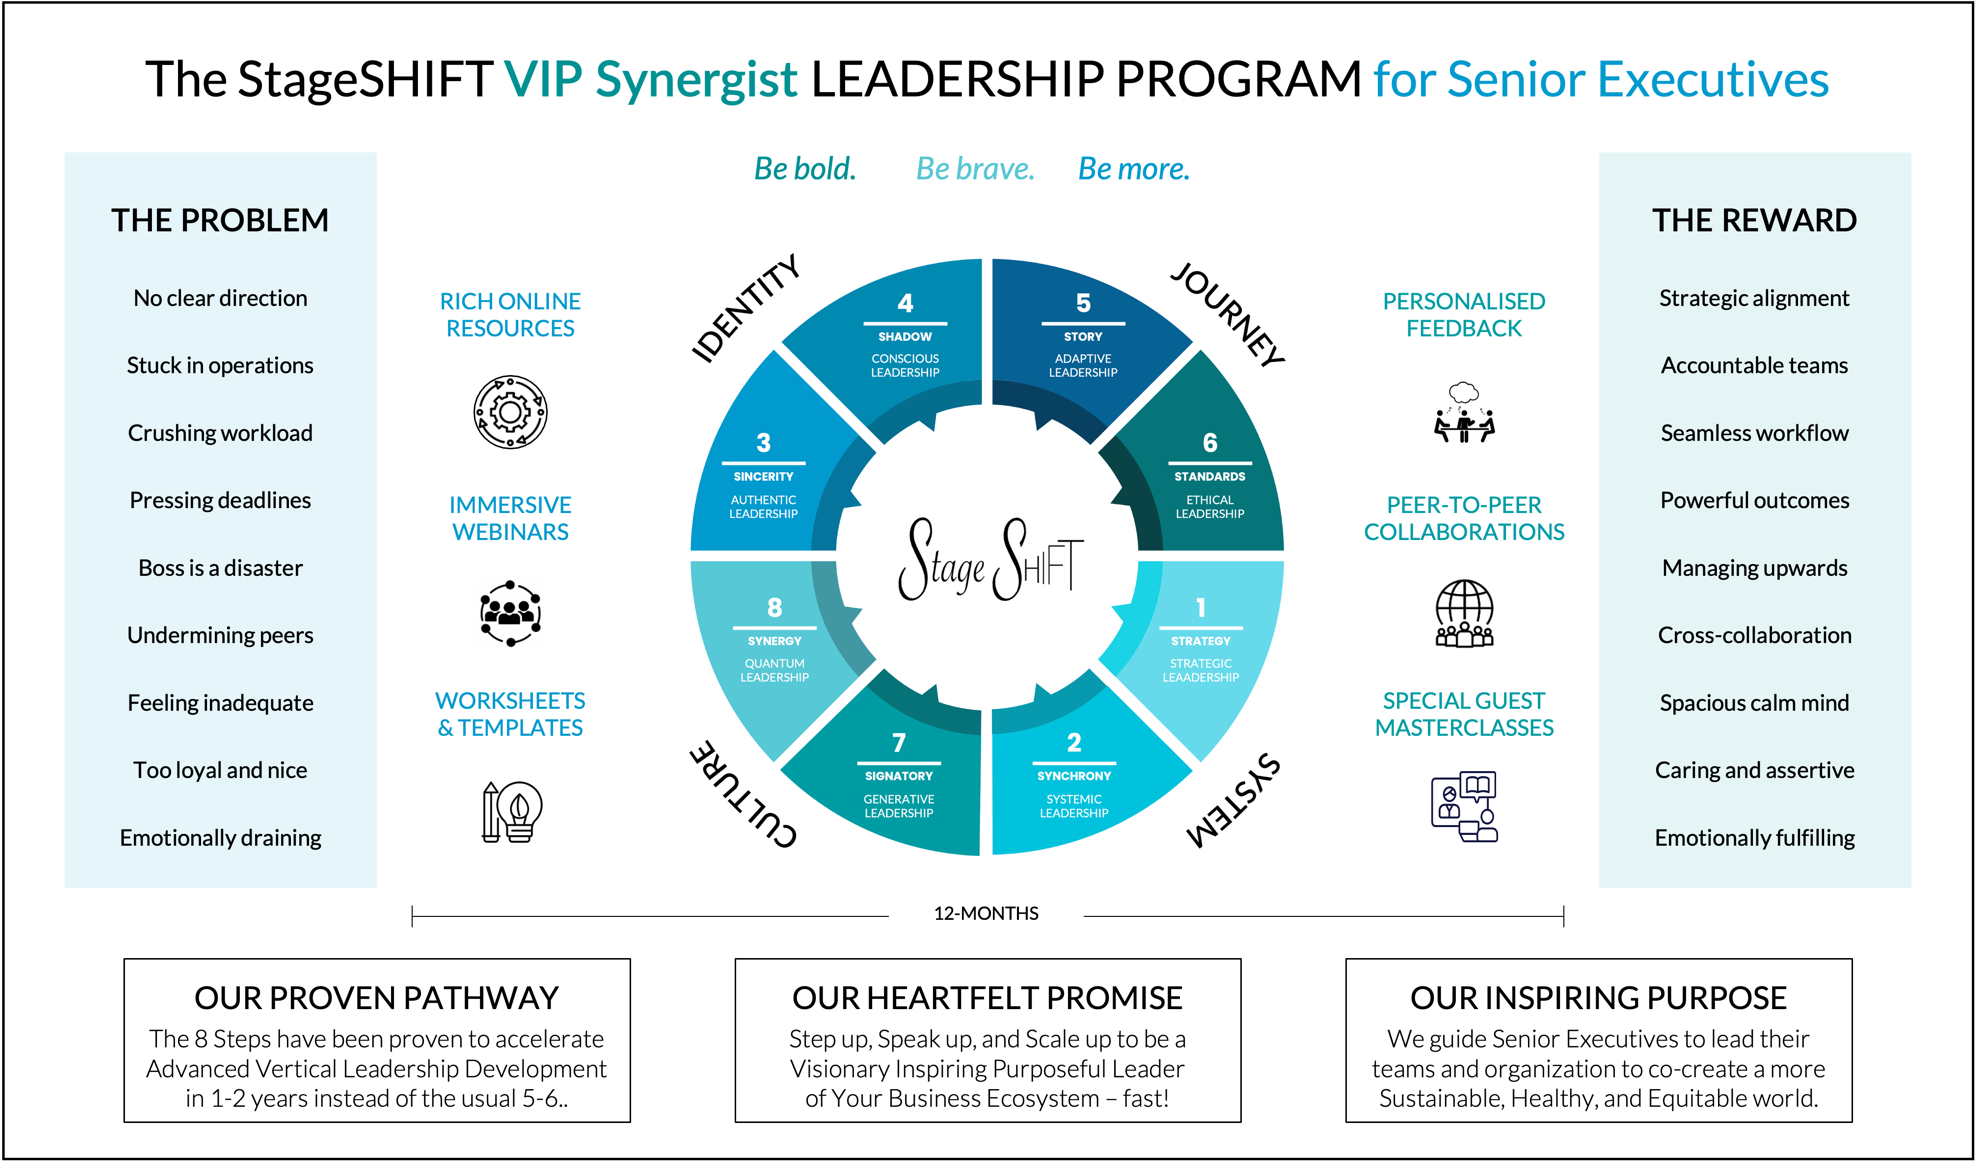 The StageSHIFT VIP Synergist LEADERSHIP PROGRAM for Senior Executives
Be bold. Be brave. Be more.
THE PROBLEM
No clear direction
Stuck in operations
Crushing workload
Pressing deadlines
Boss is a disaster
Undermining peers
Feeling inadequate
Too loyal and nice
Emotionally draining
RICH ONLINE
RESOURCES
IMMERSIVE
WEBINARS
WORKSHEETS
& TEMPLATES
IDENTITY
JOURNEY
SYSTEM
CULTURE
4
SHADOW
CONSCIOUS
LEADERSHIP
5
STORY
ADAPTIVE
LEADERSHIP
3
SINCERITY
AUTHENTIC
LEADERSHIP
6
STANDARDS
ETHICAL
LEADERSHIP
Stage SHIFT
8
SYNERGY
QUANTUM
LEADERSHIP
1
STRATEGY
STRATEGIC
LEAADERSHIP
7
SIGNATORY
GENERATIVE
LEADERSHIP
2
SYNCHRONY
SYSTEMIC
LEADERSHIP
PERSONALISED
FEEDBACK
PEER-TO-PEER
COLLABORATIONS
SPECIAL GUEST
MASTERCLASSES
THE REWARD
Strategic alignment
Accountable teams
Seamless workflow
Powerful outcomes
Managing upwards
Cross-collaboration
Spacious calm mind
Caring and assertive
Emotionally fulfilling
12-MONTHS
OUR PROVEN PATHWAY
The 8 Steps have been proven to accelerate
Advanced Vertical Leadership Development
in 1-2 years instead of the usual 5-6..
OUR HEARTFELT PROMISE
Step up, Speak up, and Scale up to be a
Visionary Inspiring Purposeful Leader
of Your Business Ecosystem – fast!
OUR INSPIRING PURPOSE
We guide Senior Executives to lead their
teams and organization to co-create a more
Sustainable, Healthy, and Equitable world.